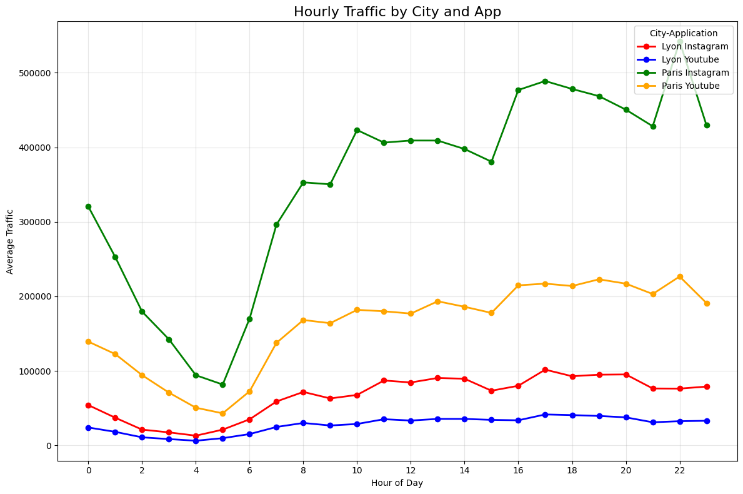 Hourly Traffic by City and App
City-Application
Lyon Instagram
Lyon Youtube
Paris Instagram
Paris Youtube
500000
400000
300000
200000
100000
0
Average Traffic
0 2 4 6 8 10 12 14 16 18 20 22
Hour of Day